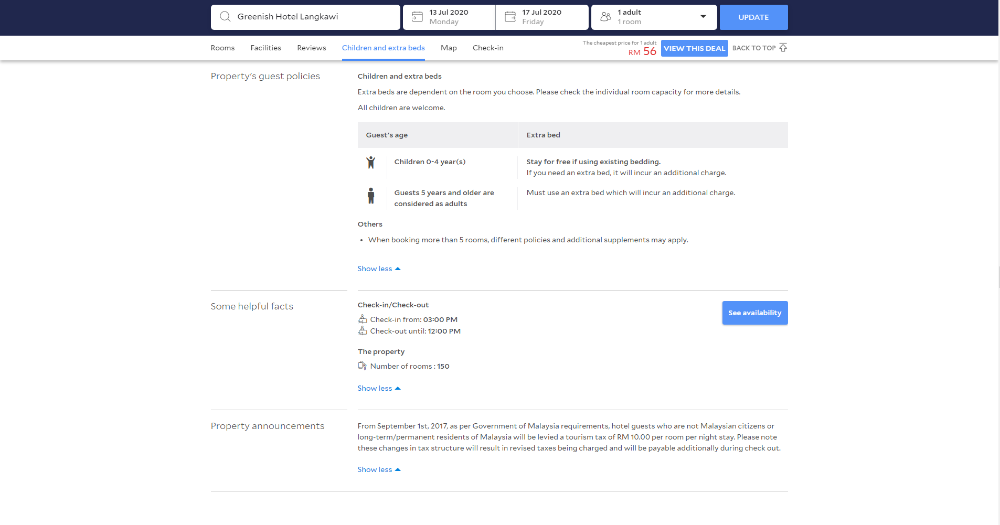 Greenish Hotel Langkawi
13 Jul 2020
Monday
17 Jul 2020
Friday
1 adult
1 room
UPDATE
Rooms
Facilities
Reviews
Children and extra beds
Map
Check-in
The cheapest price for 1 adult
RM 56
VIEW THIS DEAL
BACK TO TOP
Property's guest policies
Children and extra beds
Extra beds are dependent on the room you choose. Please check the individual room capacity for more details.
All children are welcome.
Guest's age
Extra bed
Children 0-4 year(s)
Stay for free if using existing bedding.
If you need an extra bed, it will incur an additional charge.
Guests 5 years and older are
considered as adults
Must use an extra bed which will incur an additional charge.
Others
• When booking more than 5 rooms, different policies and additional supplements may apply.
Show less
Some helpful facts
Check-in/Check-out
Check-in from: 03:00 PM
Check-out until: 12:00 PM
See availability
The property
Number of rooms : 150
Show less
Property announcements
From September 1st, 2017, as per Government of Malaysia requirements, hotel guests who are not Malaysian citizens or
long-term/permanent residents of Malaysia will be levied a tourism tax of RM 10.00 per room per night stay. Please note
these changes in tax structure will result in revised taxes being charged and will be payable additionally during check out.
Show less